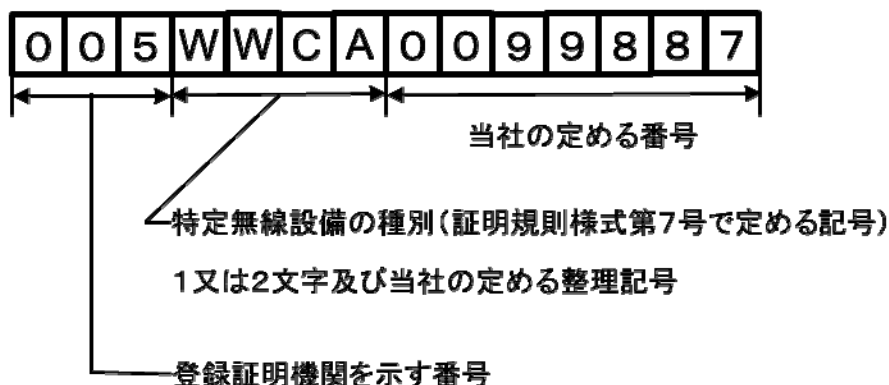 005WWCA0099887
当社の定める番号
特定無線設備の種別(証明規則様式第7号で定める記号)
1又は2文字及び当社の定める整理記号
登録証明機関を示す番号